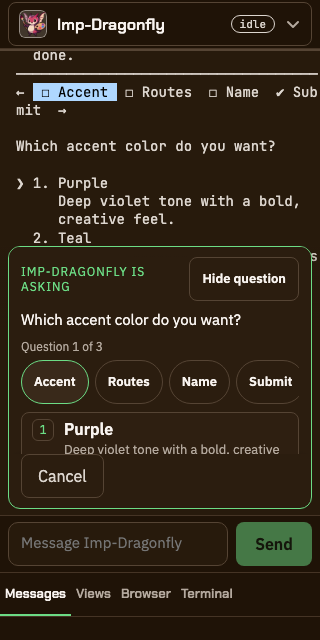 Imp-Dragonfly
idle
done.
← □ Accent □ Routes □ Name ✔ Sub
mit →
Which accent color do you want?
❯ 1. Purple
Deep violet tone with a bold,
creative feel.
2. Teal
s
IMP-DRAGONFLY IS
ASKING
Hide question
Which accent color do you want?
Question 1 of 3
Accent
Routes
Name
Submit
1 Purple
Deep violet tone with a bold, creative
Cancel
Message Imp-Dragonfly
Send
Messages Views Browser Terminal